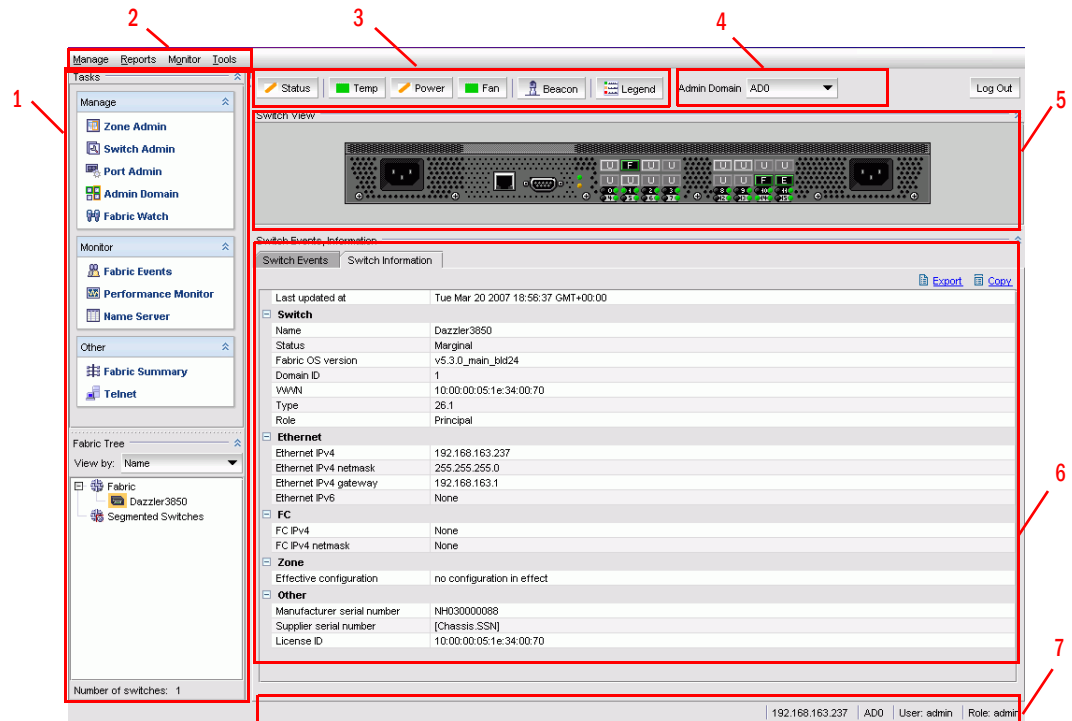 2
3
4
Manage Reports Monitor Tools
1
Tasks
Manage
Zone Admin
Switch Admin
Port Admin
Admin Domain
Fabric Watch
Monitor
Fabric Events
Performance Monitor
Name Server
Other
Fabric Summary
Telnet
Fabric Tree
View by: Name
Fabric
Dazzler3850
Segmented Switches
Number of switches: 1
Status Temp Power Fan Beacon Legend
Admin Domain AD0
Log Out
5
Switch View
U F U U U U U U
U U U U U U F E
0 1 2 3 8 9 10 11
Switch Events, Information
Switch Events Switch Information
Export Copy
Last updated at Tue Mar 20 2007 18:56:37 GMT+00:00
Switch
Name Dazzler3850
Status Marginal
Fabric OS version v5.3.0_main_bld24
Domain ID 1
WWN 10:00:00:05:1e:34:00:70
Type 26.1
Role Principal
Ethernet
Ethernet IPv4 192.168.163.237
Ethernet IPv4 netmask 255.255.255.0
Ethernet IPv4 gateway 192.168.163.1
Ethernet IPv6 None
6
FC
FC IPv4 None
FC IPv4 netmask None
Zone
Effective configuration no configuration in effect
Other
Manufacturer serial number NH030000088
Supplier serial number [Chassis.SSN]
License ID 10:00:00:05:1e:34:00:70
7
192.168.163.237 AD0 User: admin Role: admin